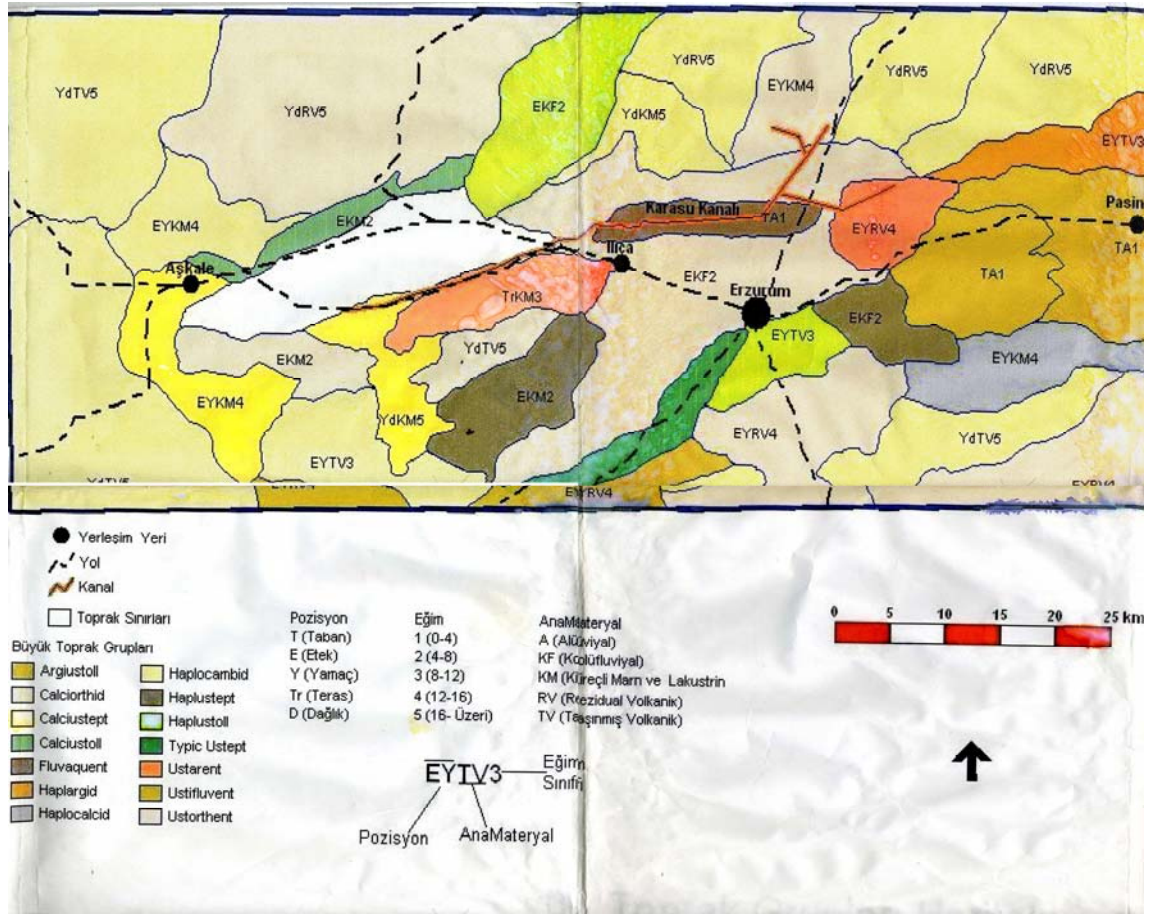 YdRV5
YdRV5
YdRV5
EYKM4
YdTV5
EKF2
YdRV5
YdKM5
EYTV3
Pasin
Karasu Kanalı
TA1
EKM2
EYKM4
EYRV4
TA1
Ilıca
Aşkale
EKF2
TA1
Erzurum
TrKM3
EKF2
EYTV3
YdTV5
EKM2
EYKM4
EKM2
EYKM4
YdKM5
EYRV4
YdTV5
EYTV3
EYRV4
Yerleşim Yeri
Yol
Kanal
Toprak Sınırları
Büyük Toprak Grupları
Argiustoll
Calciorthid
Calciustept
Calciustoll
Fluvaquent
Haplargid
Haplocalcid
Haplocambid
Haplustept
Haplustoll
Typic Ustept
Ustarent
Ustifluvent
Ustorthent
Pozisyon
T (Taban)
E (Etek)
Y (Yamaç)
Tr (Teras)
D (Dağlık)
Eğim
1 (0-4)
2 (4-8)
3 (8-12)
4 (12-16)
5 (16- Üzeri)
AnaMateryal
A (Alüviyal)
KF (Kolüfluviyal)
KM (Küreçli Marn ve Lakustrin
RV (Rezidual Volkanik)
TV (Taşınmış Volkanik)
EYTV3
Eğim
Sınıfı
Pozisyon
AnaMateryal
0 5 10 15 20 25 km